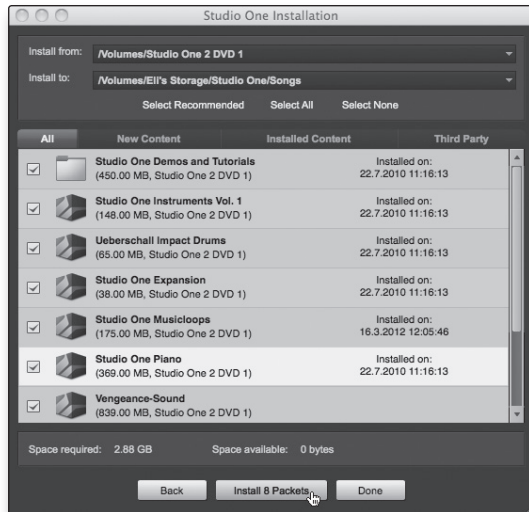 Studio One Installation
Install from: /Volumes/Studio One 2 DVD 1
Install to: /Volumes/Eli's Storage/Studio One/Songs
Select Recommended Select All Select None
All New Content Installed Content Third Party
Studio One Demos and Tutorials Installed on:
(450.00 MB, Studio One 2 DVD 1) 22.7.2010 11:16:13
Studio One Instruments Vol. 1 Installed on:
(148.00 MB, Studio One 2 DVD 1) 22.7.2010 11:16:13
Ueberschall Impact Drums Installed on:
(65.00 MB, Studio One 2 DVD 1) 22.7.2010 11:16:13
Studio One Expansion Installed on:
(38.00 MB, Studio One 2 DVD 1) 22.7.2010 11:16:13
Studio One Musicloops Installed on:
(175.00 MB, Studio One 2 DVD 1) 16.3.2012 12:05:46
Studio One Piano Installed on:
(369.00 MB, Studio One 2 DVD 1) 22.7.2010 11:16:13
Vengeance-Sound
(839.00 MB, Studio One 2 DVD 1)
Space required: 2.88 GB Space available: 0 bytes
Back Install 8 Packets Done